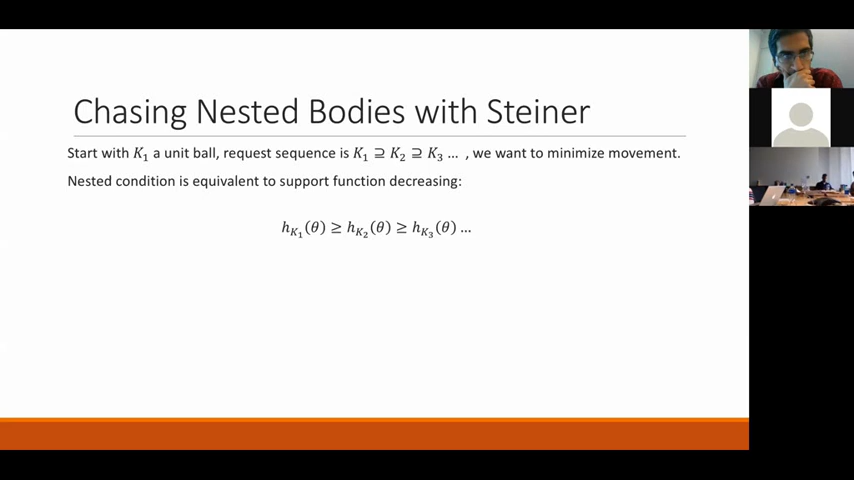 Chasing Nested Bodies with Steiner
Start with K₁ a unit ball, request sequence is K₁ ⊇ K₂ ⊇ K₃ … , we want to minimize movement.
Nested condition is equivalent to support function decreasing:
h_{K₁}(θ) ≥ h_{K₂}(θ) ≥ h_{K₃}(θ) …